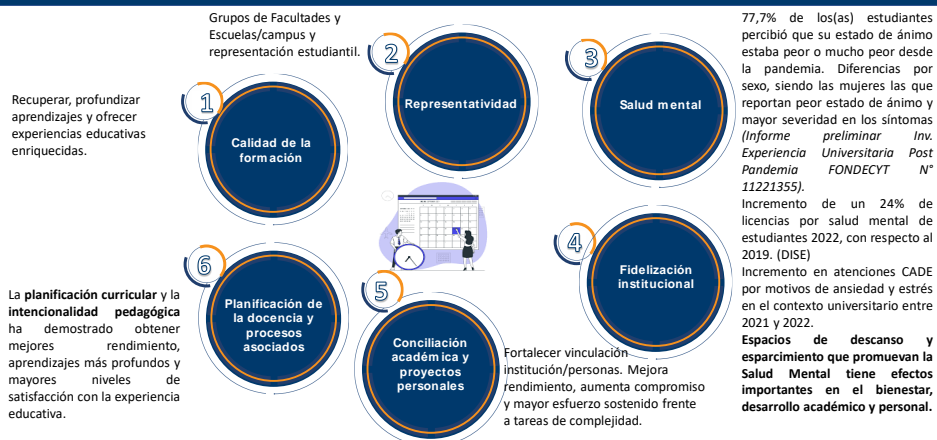 Grupos de Facultades y
Escuelas/campus y
representación estudiantil.
Recuperar, profundizar
aprendizajes y ofrecer
experiencias educativas
enriquecidas.
1
Calidad de la
formación
2
Representatividad
3
Salud mental
77,7% de los(as) estudiantes
percibió que su estado de ánimo
estaba peor o mucho peor desde
la pandemia. Diferencias por
sexo, siendo las mujeres las que
reportan peor estado de ánimo y
mayor severidad en los síntomas
(Informe preliminar Inv.
Experiencia Universitaria Post
Pandemia FONDECYT N°
11221355).
Incremento de un 24% de
licencias por salud mental de
estudiantes 2022, con respecto al
2019. (DISE)
Incremento en atenciones CADE
por motivos de ansiedad y estrés
en el contexto universitario entre
2021 y 2022.
Espacios de descanso y
esparcimiento que promuevan la
Salud Mental tiene efectos
importantes en el bienestar,
desarrollo académico y personal.
4
Fidelización
institucional
Fortalecer vinculación
institución/personas. Mejora
rendimiento, aumenta compromiso
y mayor esfuerzo sostenido frente
a tareas de complejidad.
5
Conciliación
académica y
proyectos
personales
6
Planificación de
la docencia y
procesos
asociados
La planificación curricular y la
intencionalidad pedagógica
ha demostrado obtener
mejores rendimiento,
aprendizajes más profundos y
mayores niveles de
satisfacción con la experiencia
educativa.